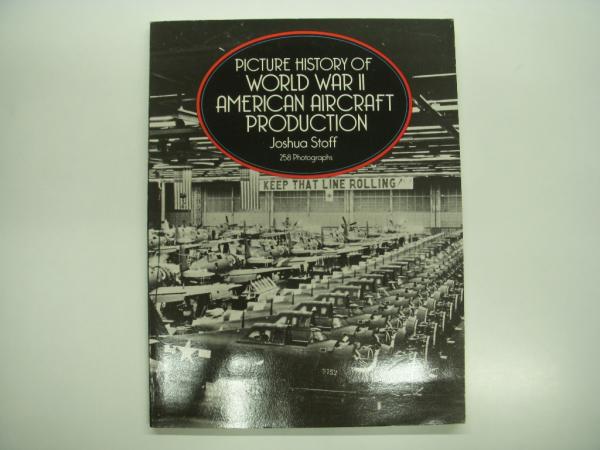 PICTURE HISTORY OF
WORLD WAR II
AMERICAN AIRCRAFT
PRODUCTION
Joshua Stoff
258 Photographs
KEEP THAT LINE ROLLING!